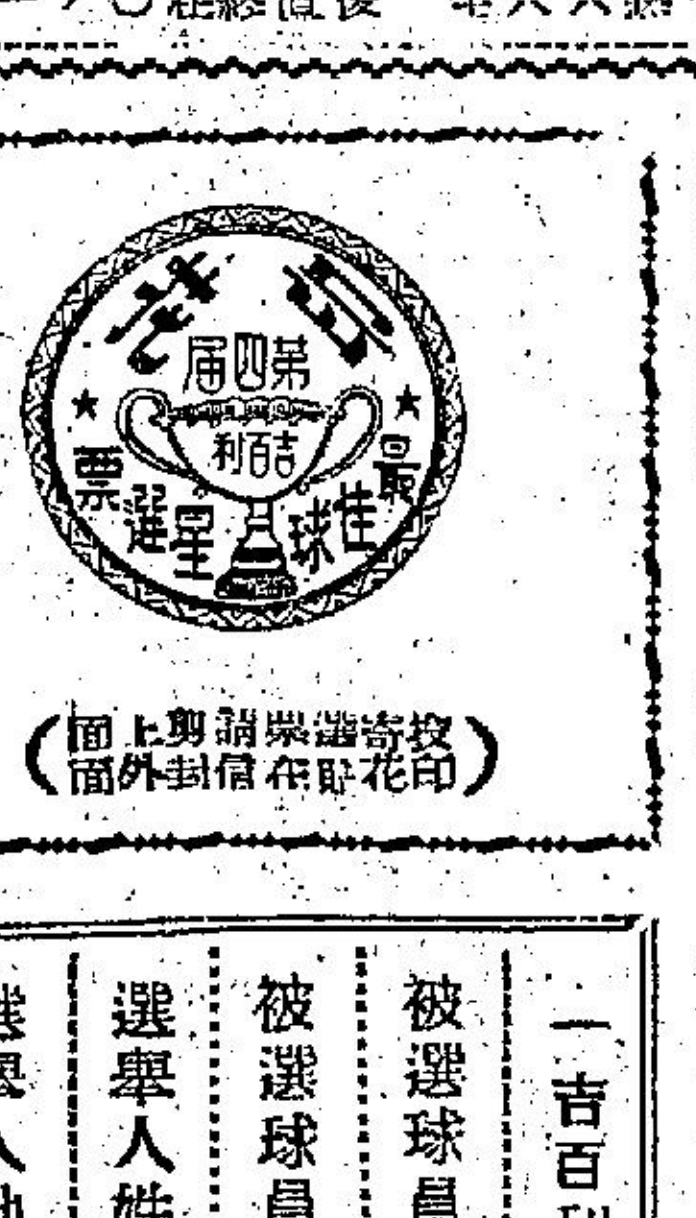 第四屆
吉百利
最佳球星選票
(投寄選票請剪上面
印花貼在信封外面)
一吉百利
被選球員
被選球員
選舉人姓
選舉人地